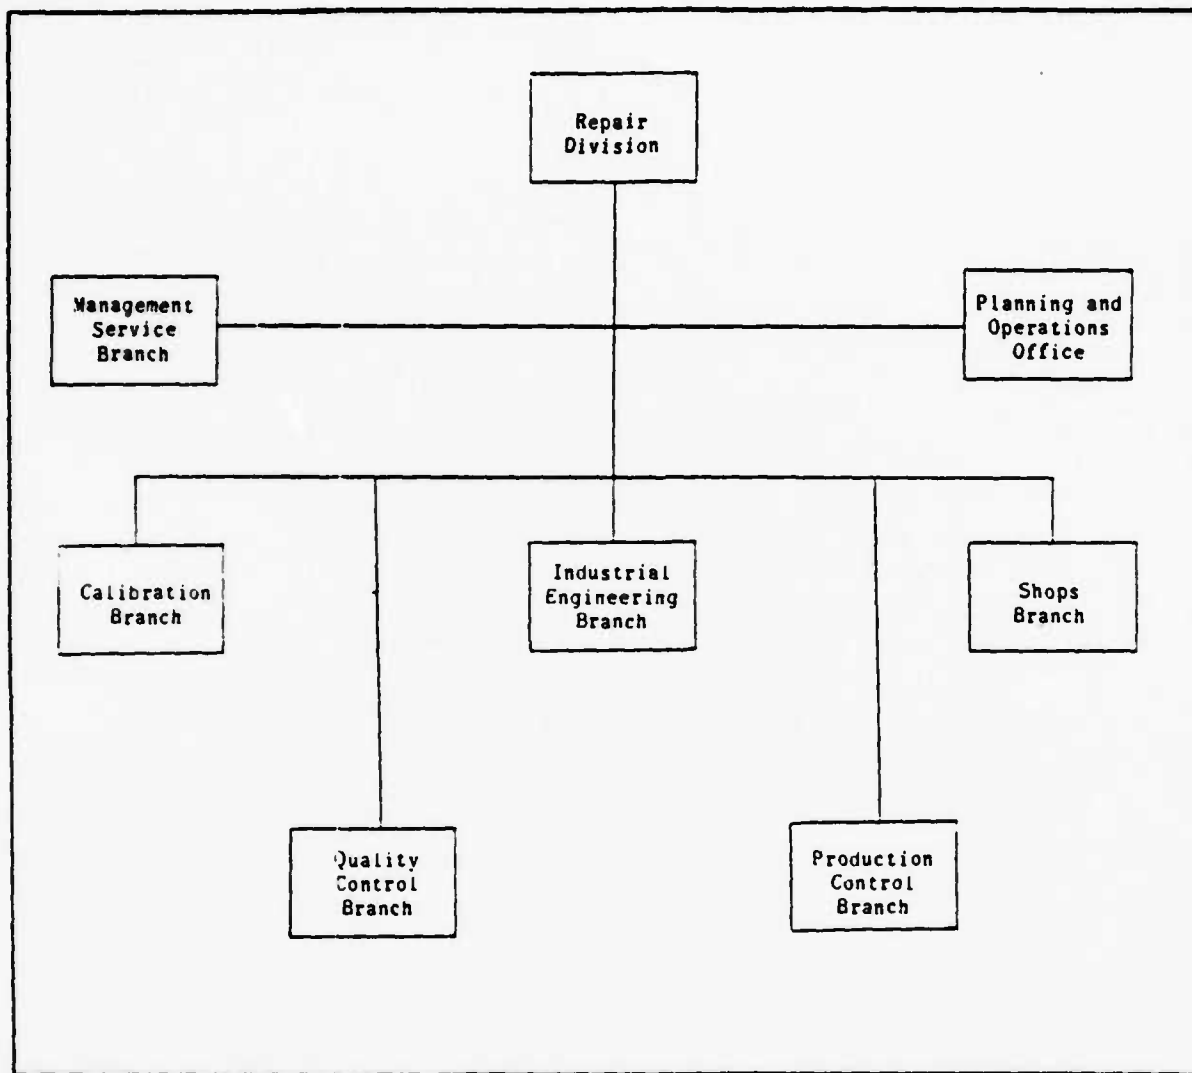 Repair
Division
Management
Service
Branch
Planning and
Operations
Office
Calibration
Branch
Industrial
Engineering
Branch
Shops
Branch
Quality
Control
Branch
Production
Control
Branch